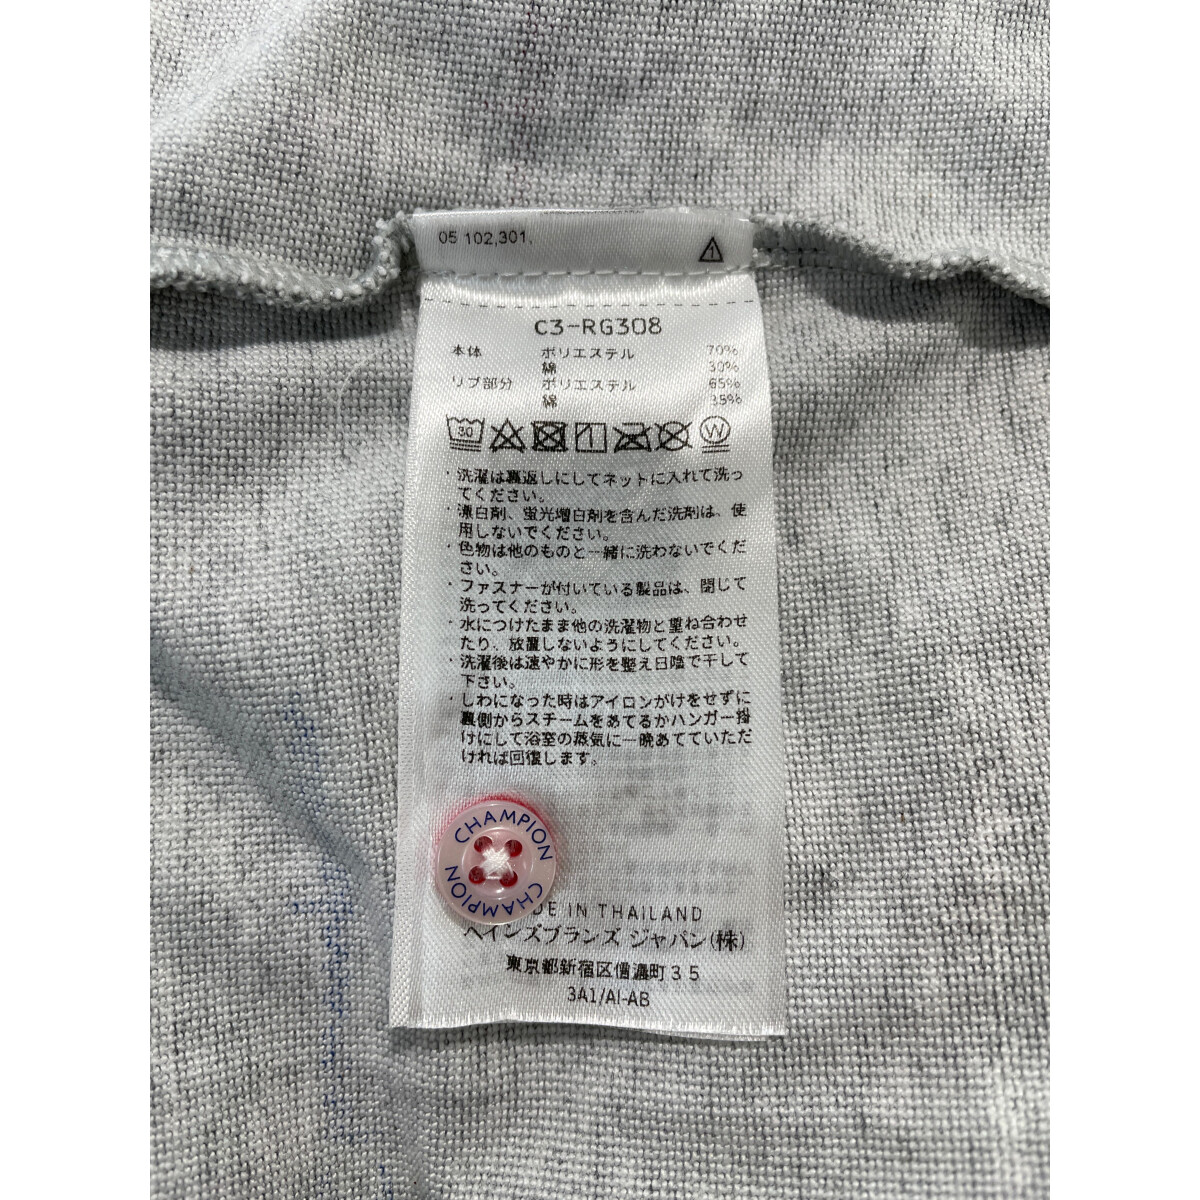 05 102,301.
1
C3-RG308
本体 ポリエステル 70%
綿 30%
リブ部分 ポリエステル 65%
綿 35%
30 W
・洗濯は裏返しにしてネットに入れて洗っ
てください。
・漂白剤、蛍光増白剤を含んだ洗剤は、使
用しないでください。
・色物は他のものと一緒に洗わないでくだ
さい。
・ファスナーが付いている製品は、閉じて
洗ってください。
・水につけたまま他の洗濯物と重ね合わせ
たり、放置しないようにしてください。
・洗濯後は速やかに形を整え日陰で干して
下さい。
・しわになった時はアイロンがけをせずに
裏側からスチームをあてるかハンガー掛
けにして浴室の蒸気に一晩あてていただ
ければ回復します。
CHAMPION
CHAMPION
DE IN THAILAND
ヘインズブランズ ジャパン(株)
東京都新宿区信濃町35
3A1/AI-AB